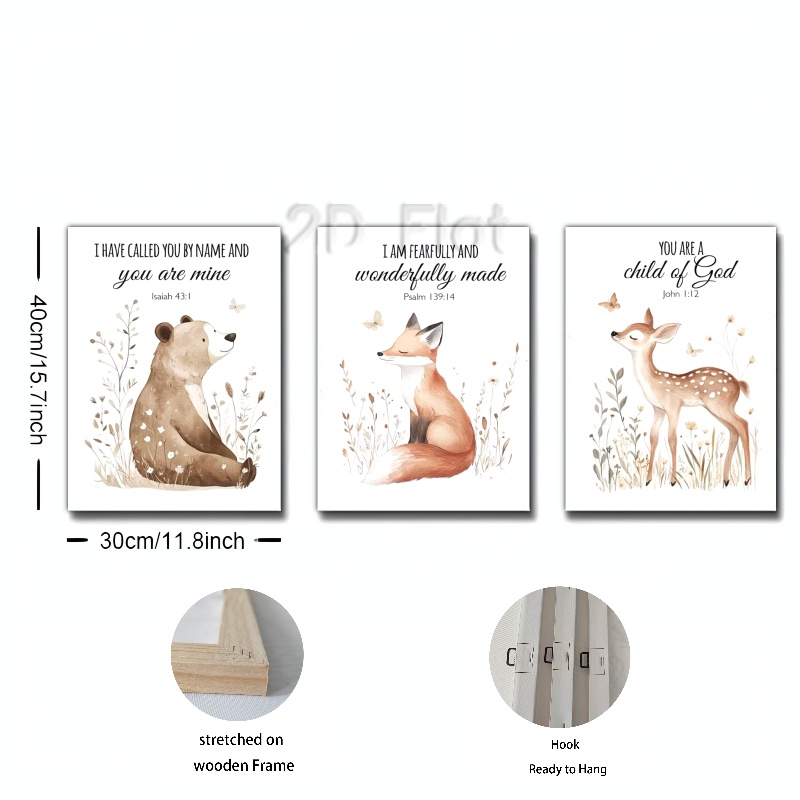 2D Flat
I HAVE CALLED YOU BY NAME AND
you are mine
Isaiah 43:1
I AM FEARFULLY AND
wonderfully made
Psalm 139:14
YOU ARE A
child of God
John 1:12
40cm/15.7inch
30cm/11.8inch
stretched on
wooden Frame
Hook
Ready to Hang